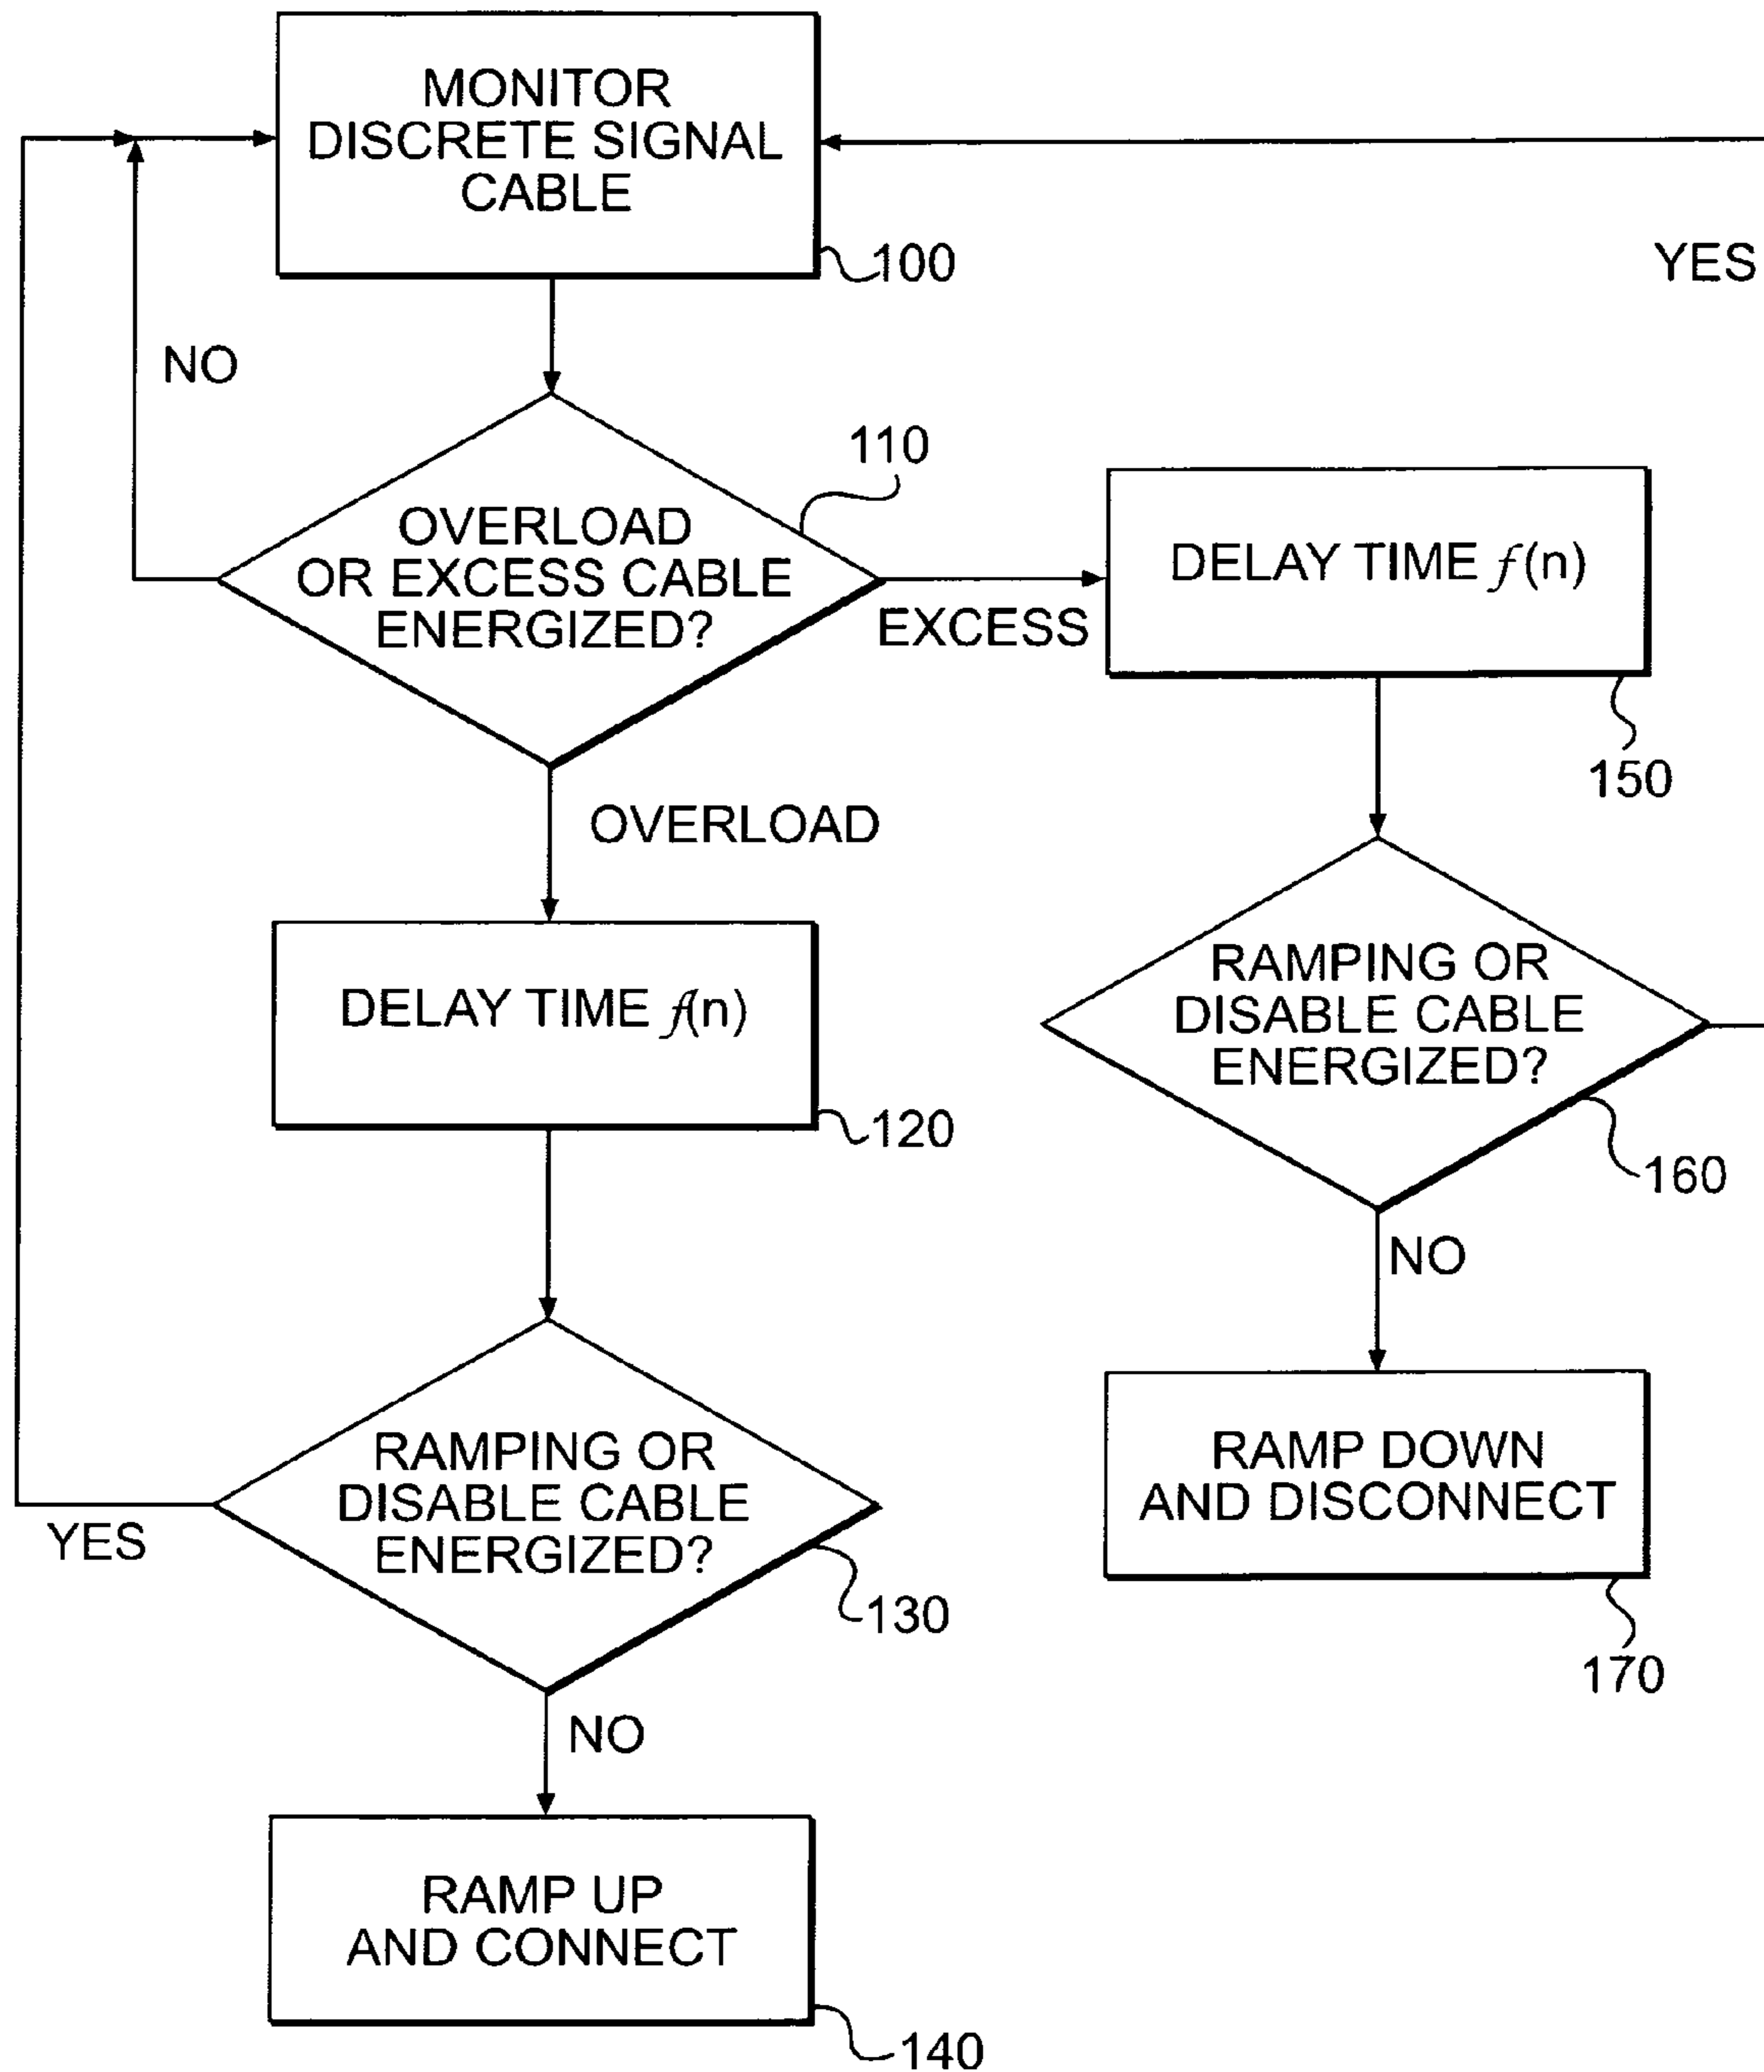 MONITOR
DISCRETE SIGNAL
CABLE
100
YES
NO
110
OVERLOAD
OR EXCESS CABLE
ENERGIZED?
EXCESS
DELAY TIME f(n)
150
OVERLOAD
DELAY TIME f(n)
120
RAMPING OR
DISABLE CABLE
ENERGIZED?
160
NO
RAMPING OR
DISABLE CABLE
ENERGIZED?
YES
130
RAMP DOWN
AND DISCONNECT
170
NO
RAMP UP
AND CONNECT
140